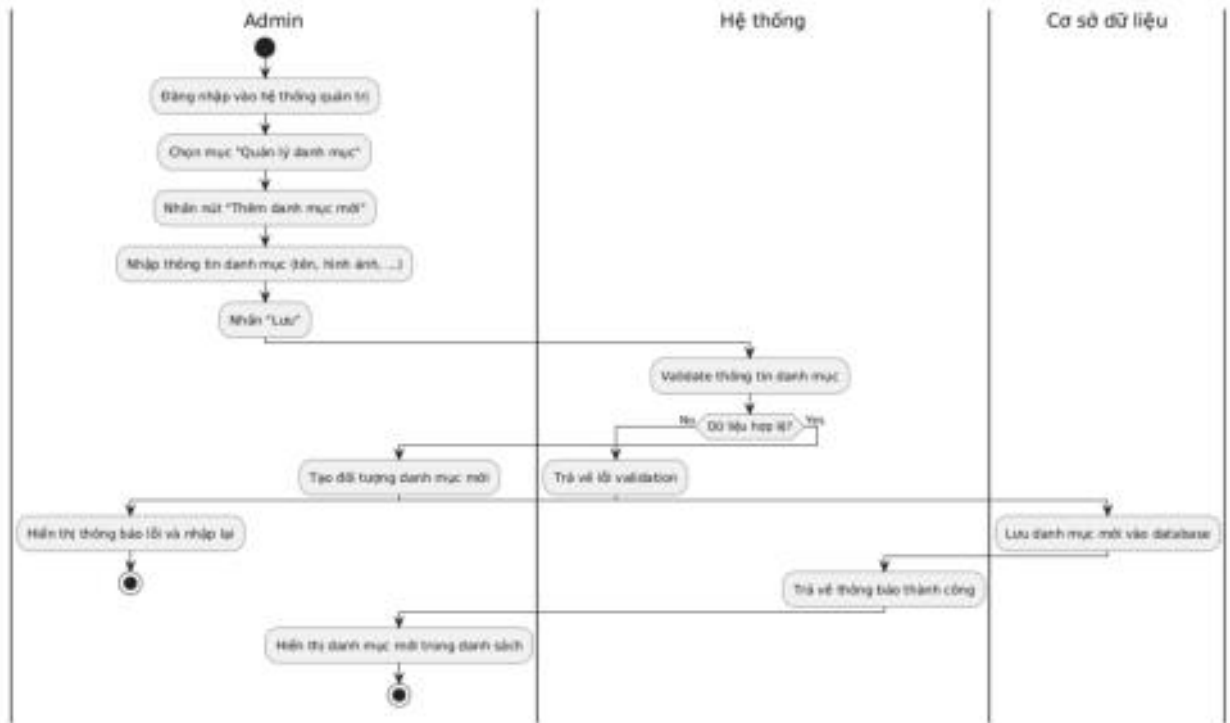 Admin
Hệ thống
Cơ sở dữ liệu
Đăng nhập vào hệ thống quản trị
Chọn mục "Quản lý danh mục"
Nhấn nút "Thêm danh mục mới"
Nhập thông tin danh mục (tên, hình ảnh, ...)
Nhấn "Lưu"
Validate thông tin danh mục
No
Dữ liệu hợp lệ?
Yes
Tạo đối tượng danh mục mới
Trả về lỗi validation
Hiển thị thông báo lỗi và nhập lại
Lưu danh mục mới vào database
Trả về thông báo thành công
Hiển thị danh mục mới trong danh sách